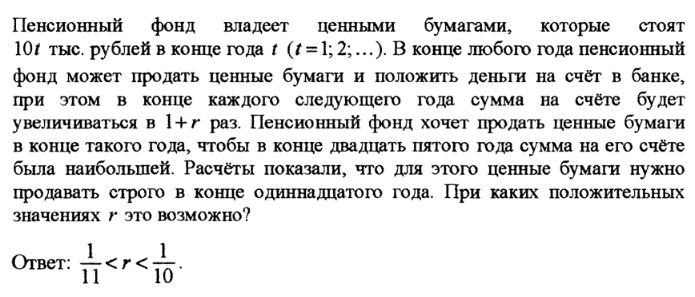 Пенсионный фонд владеет ценными бумагами, которые стоят
10t тыс. рублей в конце года t (t = 1; 2; ...). В конце любого года пенсионный
фонд может продать ценные бумаги и положить деньги на счёт в банке,
при этом в конце каждого следующего года сумма на счёте будет
увеличиваться в 1 + r раз. Пенсионный фонд хочет продать ценные бумаги
в конце такого года, чтобы в конце двадцать пятого года сумма на его счёте
была наибольшей. Расчёты показали, что для этого ценные бумаги нужно
продавать строго в конце одиннадцатого года. При каких положительных
значениях r это возможно?
Ответ: 1/11 < r < 1/10.